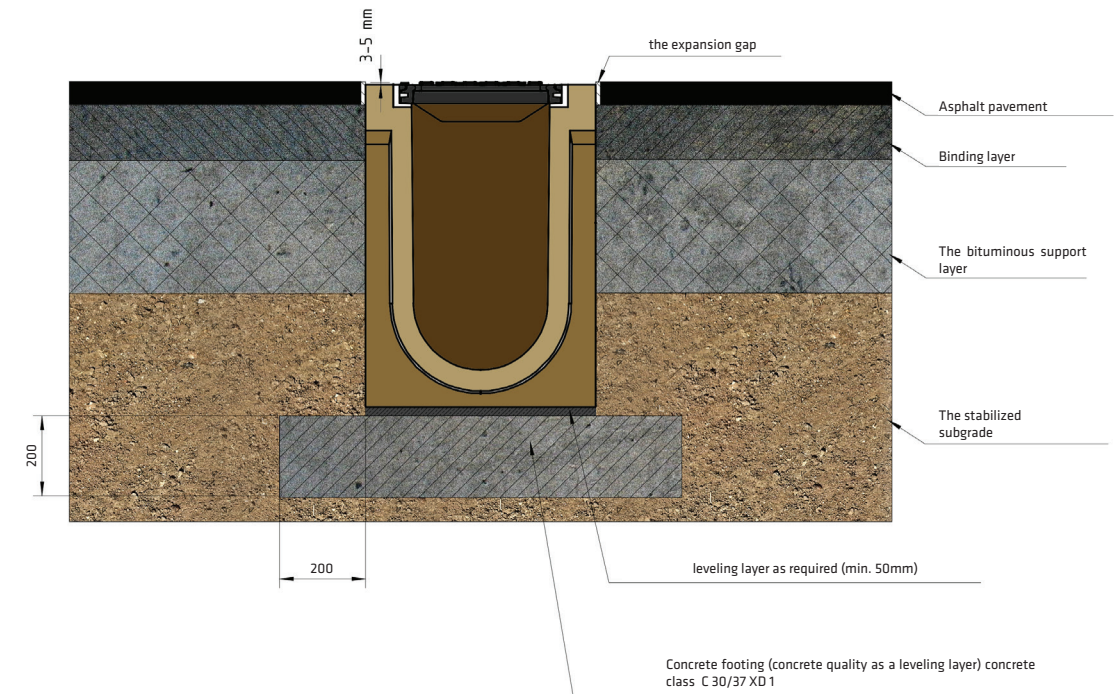 3-5 mm
the expansion gap
Asphalt pavement
Binding layer
The bituminous support
layer
The stabilized
subgrade
200
200
leveling layer as required (min. 50mm)
Concrete footing (concrete quality as a leveling layer) concrete
class C 30/37 XD 1